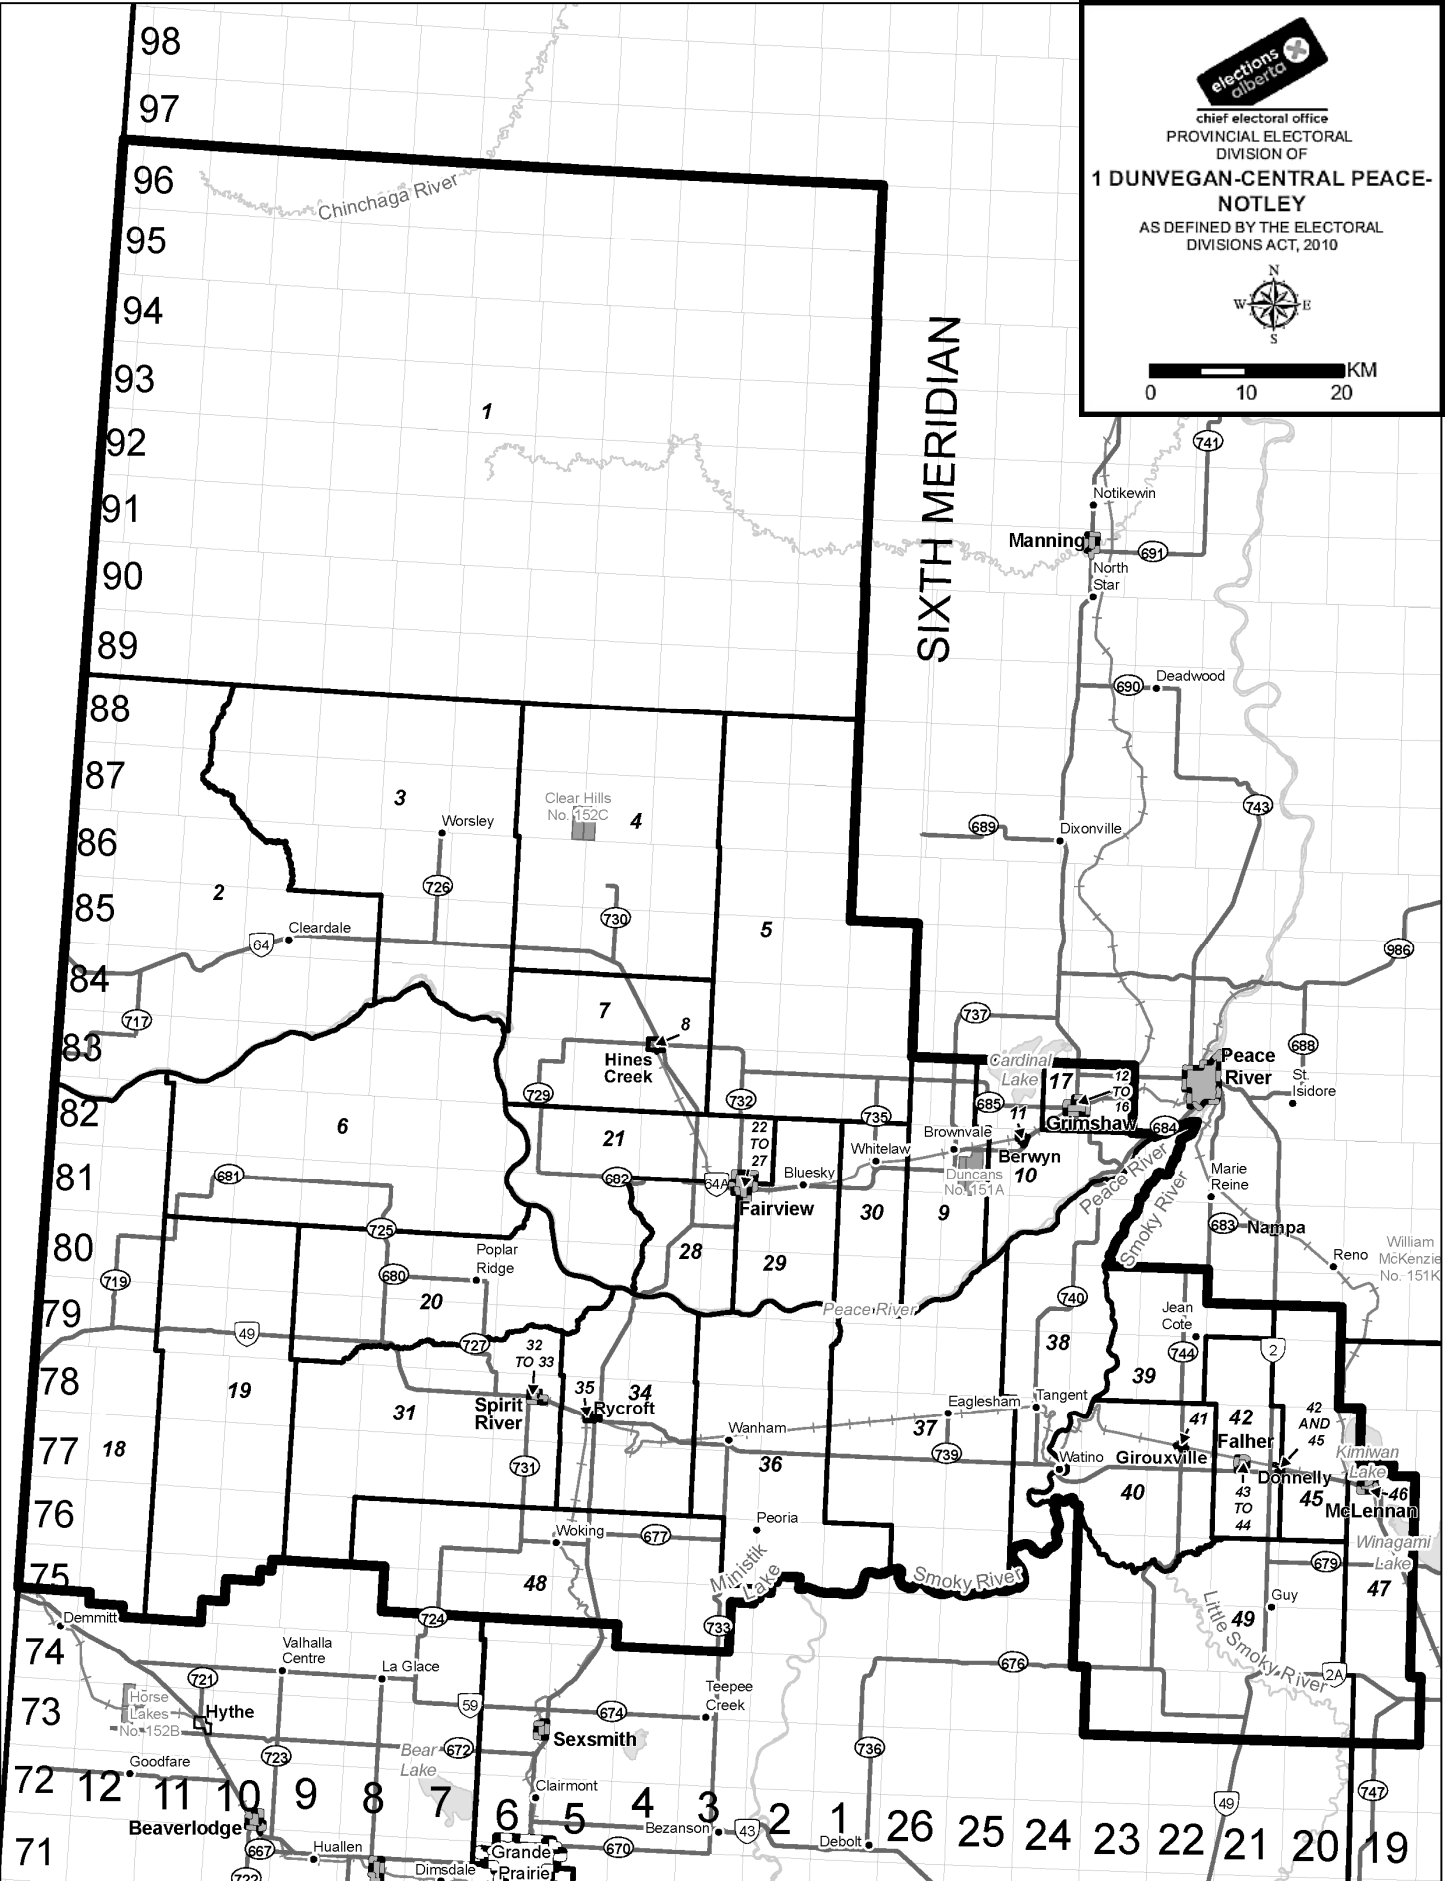 elections
alberta
chief electoral office
PROVINCIAL ELECTORAL
DIVISION OF
1 DUNVEGAN-CENTRAL PEACE-
NOTLEY
AS DEFINED BY THE ELECTORAL
DIVISIONS ACT, 2010
N
W E
S
KM
0 10 20
98
97
96
Chinchaga River
95
94
93
1
92
91
90
89
SIXTH MERIDIAN
741
Notikewin
Manning
691
North
Star
690
Deadwood
88
87
3
Clear Hills
No. 152C
4
Worsley
743
689
Dixonville
86
2
726
85
730
5
Cleardale
64
986
84
7
717
8
737
83
Hines
Creek
Cardinal
Lake
17
12
TO
16
Peace
River
688
St.
Isidore
729
732
735
685
11
Grimshaw
684
82
6
21
22
TO
27
Whitelaw
Brownvale
Berwyn
10
Duncans
No. 151A
81
681
682
64A
Bluesky
Fairview
30
9
Peace River
Smoky River
Marie
Reine
683
Nampa
725
80
Poplar
Ridge
28
29
Reno
William
McKenzie
No. 151K
719
680
20
79
Peace River
740
Jean
Cote
49
727
32
TO 33
38
744
2
78
19
39
35
34
Spirit
River
Rycroft
31
Eaglesham
Tangent
37
41
42
Falher
42
AND
45
18
77
Wanham
739
Watino
Girouxville
Donnelly
Kimiwan
Lake
731
36
40
43
TO
44
45
46
McLennan
76
Peoria
Woking
677
Winagami
Lake
75
48
Ministik
Lake
Smoky River
679
47
Demmitt
724
733
Guy
49
Little Smoky River
74
Valhalla
Centre
La Glace
676
2A
721
Teepee
Creek
73
Horse
Lakes
No. 152B
Hythe
59
674
Sexsmith
Bear
Lake
672
723
736
Goodfare
72 12 11 10 9 8 7 6 5 4 3 2 1 26 25 24 23 22 21 20 19
Clairmont
747
49
Beaverlodge
Bezanson
43
Debolt
667
Huallen
71
Grande
Prairie
670
Dimsdale
722